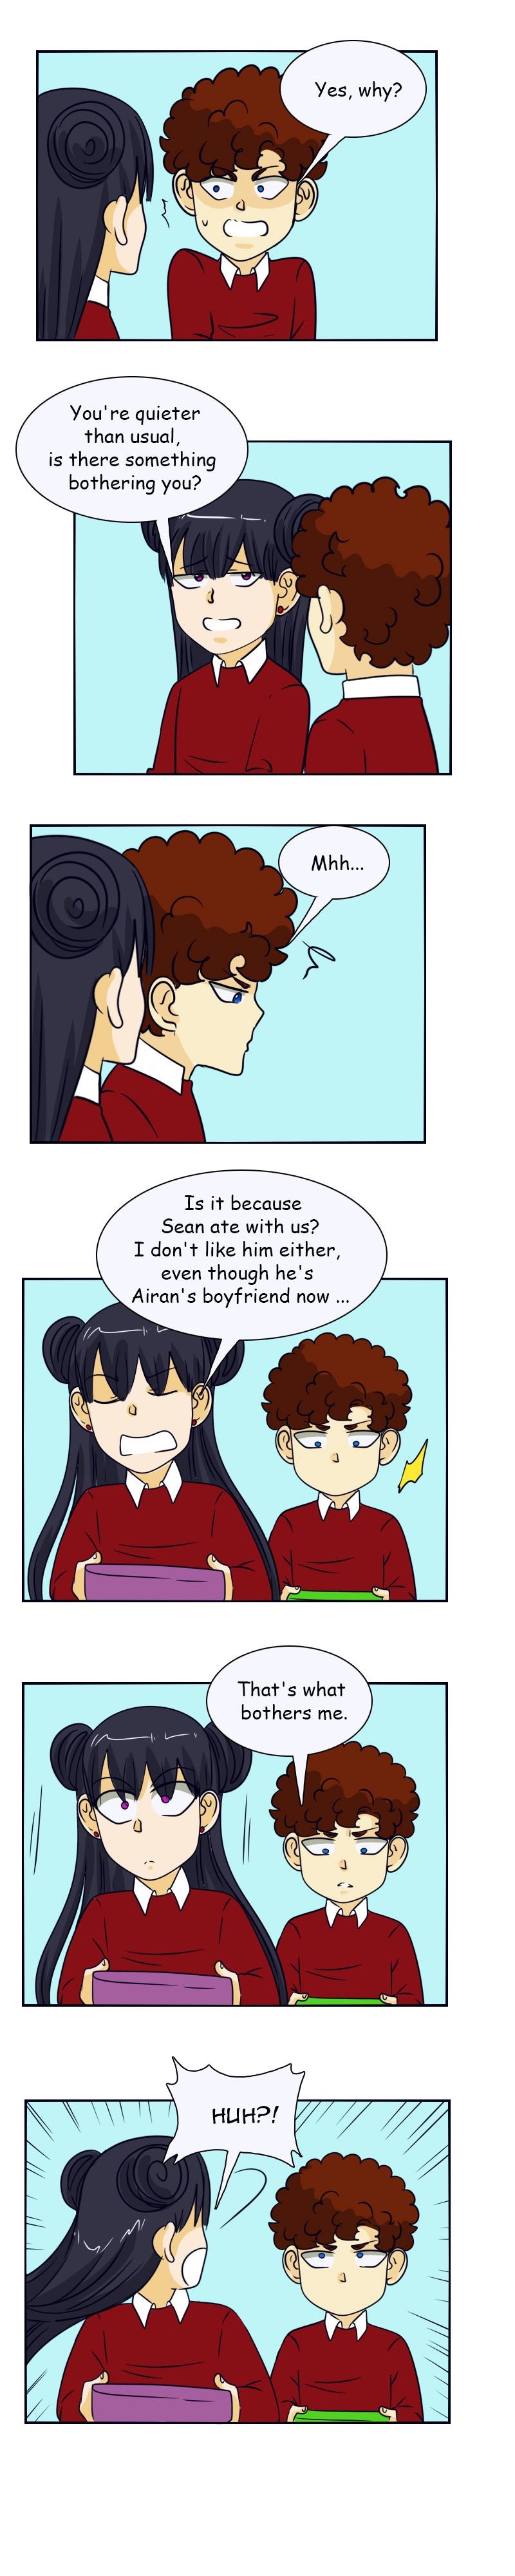 Yes, why?
You're quieter
than usual,
is there something
bothering you?
Mhh...
Is it because
Sean ate with us?
I don't like him either,
even though he's
Airan's boyfriend now ...
That's what
bothers me.
HUH?!